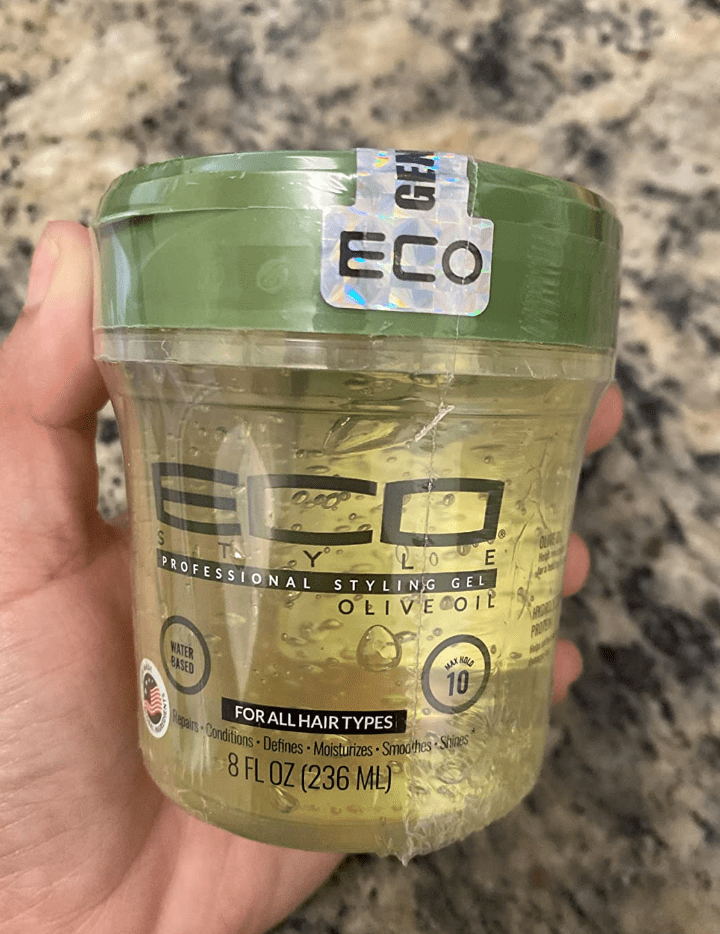 GEN
ECO
ECO
STYLE®
PROFESSIONAL STYLING GEL
OLIVE OIL
WATER
BASED
MAX HOLD
10
FOR ALL HAIR TYPES
Repairs • Conditions • Defines • Moisturizes • Smoothes • Shines
8 FL OZ (236 ML)